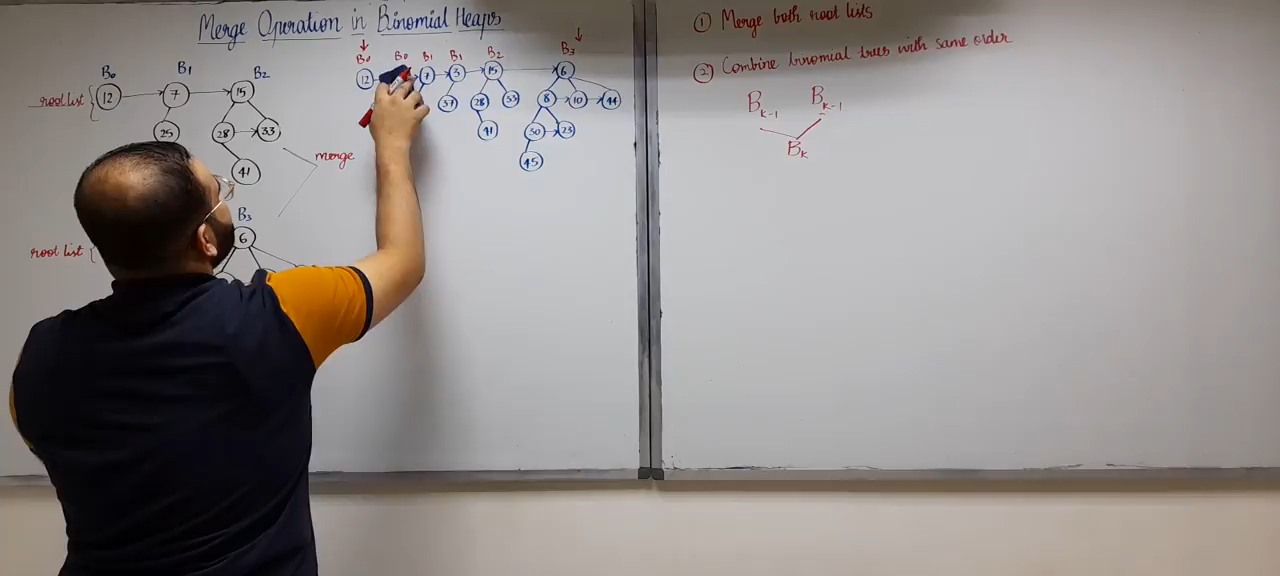 Merge Operation in Binomial Heaps
B₀ B₁ B₂
root list 12 7 15
25 28 33
41
merge
B₃
root list 6
B₀ B₀ B₁ B₁ B₂ B₃
12 7 3 15 6
37 28 33 8 10 44
41 30 23
45
① Merge both root lists
② Combine binomial trees with same order
Bₖ₋₁ Bₖ₋₁
Bₖ